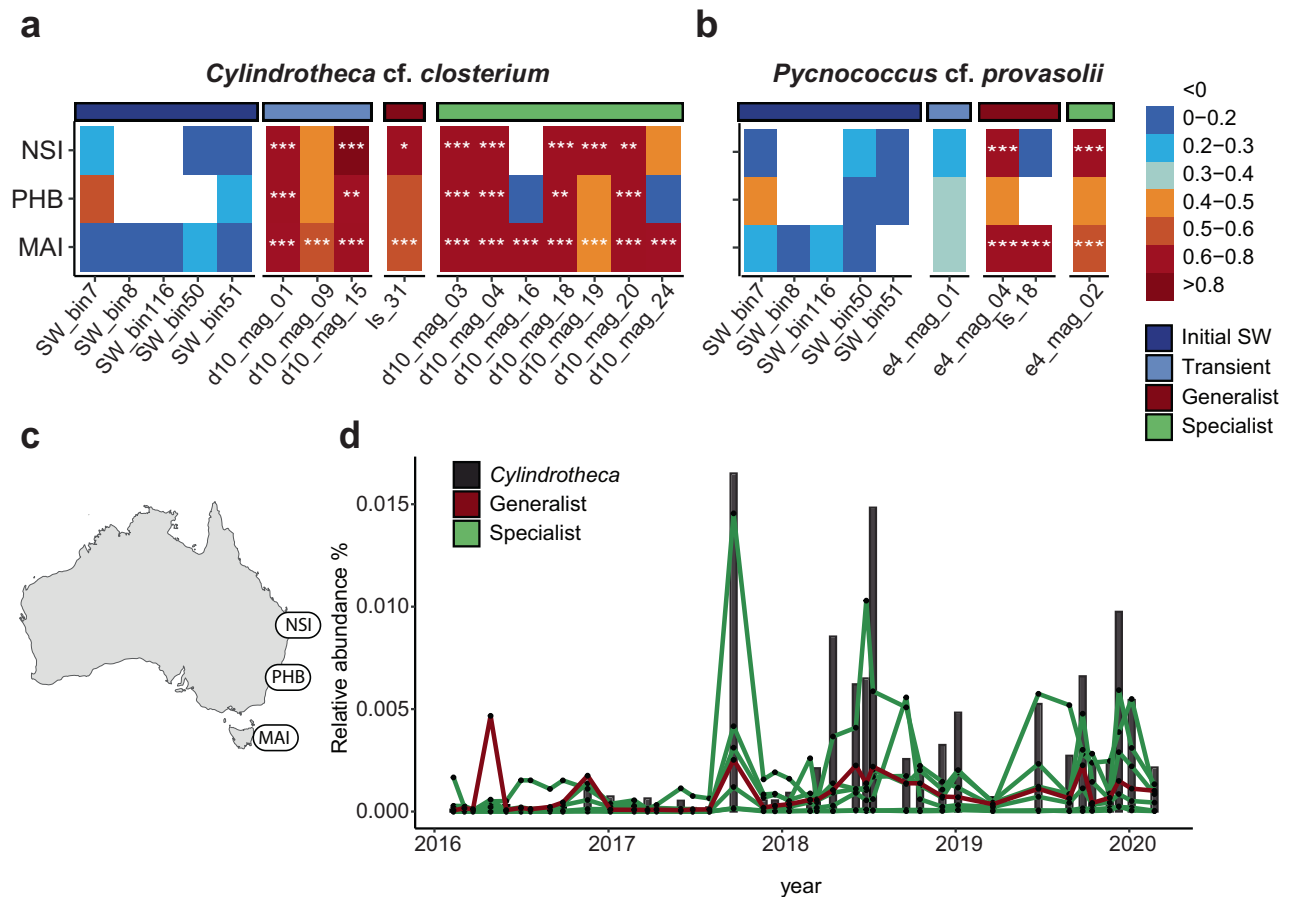 a
b
Cylindrotheca cf. closterium
Pycnococcus cf. provasolii
NSI
*** *** * *** *** *** *** **
*** ***
PHB
*** ** *** *** ** ***
MAI
*** *** *** *** *** *** *** *** *** *** ***
*** *** ***
SW_bin7
SW_bin8
SW_bin116
SW_bin50
SW_bin51
d10_mag_01
d10_mag_09
d10_mag_15
ls_31
d10_mag_03
d10_mag_04
d10_mag_16
d10_mag_18
d10_mag_19
d10_mag_20
d10_mag_24
SW_bin7
SW_bin8
SW_bin116
SW_bin50
SW_bin51
e4_mag_01
e4_mag_04
ls_18
e4_mag_02
<0
0−0.2
0.2−0.3
0.3−0.4
0.4−0.5
0.5−0.6
0.6−0.8
>0.8
Initial SW
Transient
Generalist
Specialist
c
NSI
PHB
MAI
d
Cylindrotheca
Generalist
Specialist
Relative abundance %
0.015
0.010
0.005
0.000
2016
2017
2018
2019
2020
year